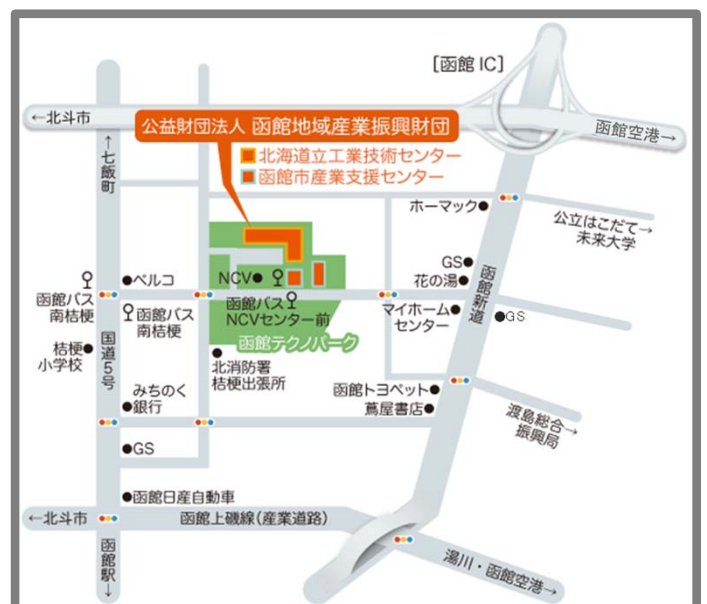 [函館IC]
←北斗市
函館空港→
公益財団法人 函館地域産業振興財団
北海道立工業技術センター
函館市産業支援センター
←七飯町
ホーマック
公立はこだて→
未来大学
GS
花の湯
函館新道
ベルコ
NCV
函館バス
南桔梗
函館バス
南桔梗
函館バス
NCVセンター前
マイホーム
センター
GS
函館テクノパーク
国道5号
桔梗
小学校
北消防署
桔梗出張所
みちのく
銀行
函館トヨペット
蔦屋書店
渡島総合→
振興局
GS
函館日産自動車
←北斗市
函館上磯線(産業道路)
函館駅→
湯川・函館空港→